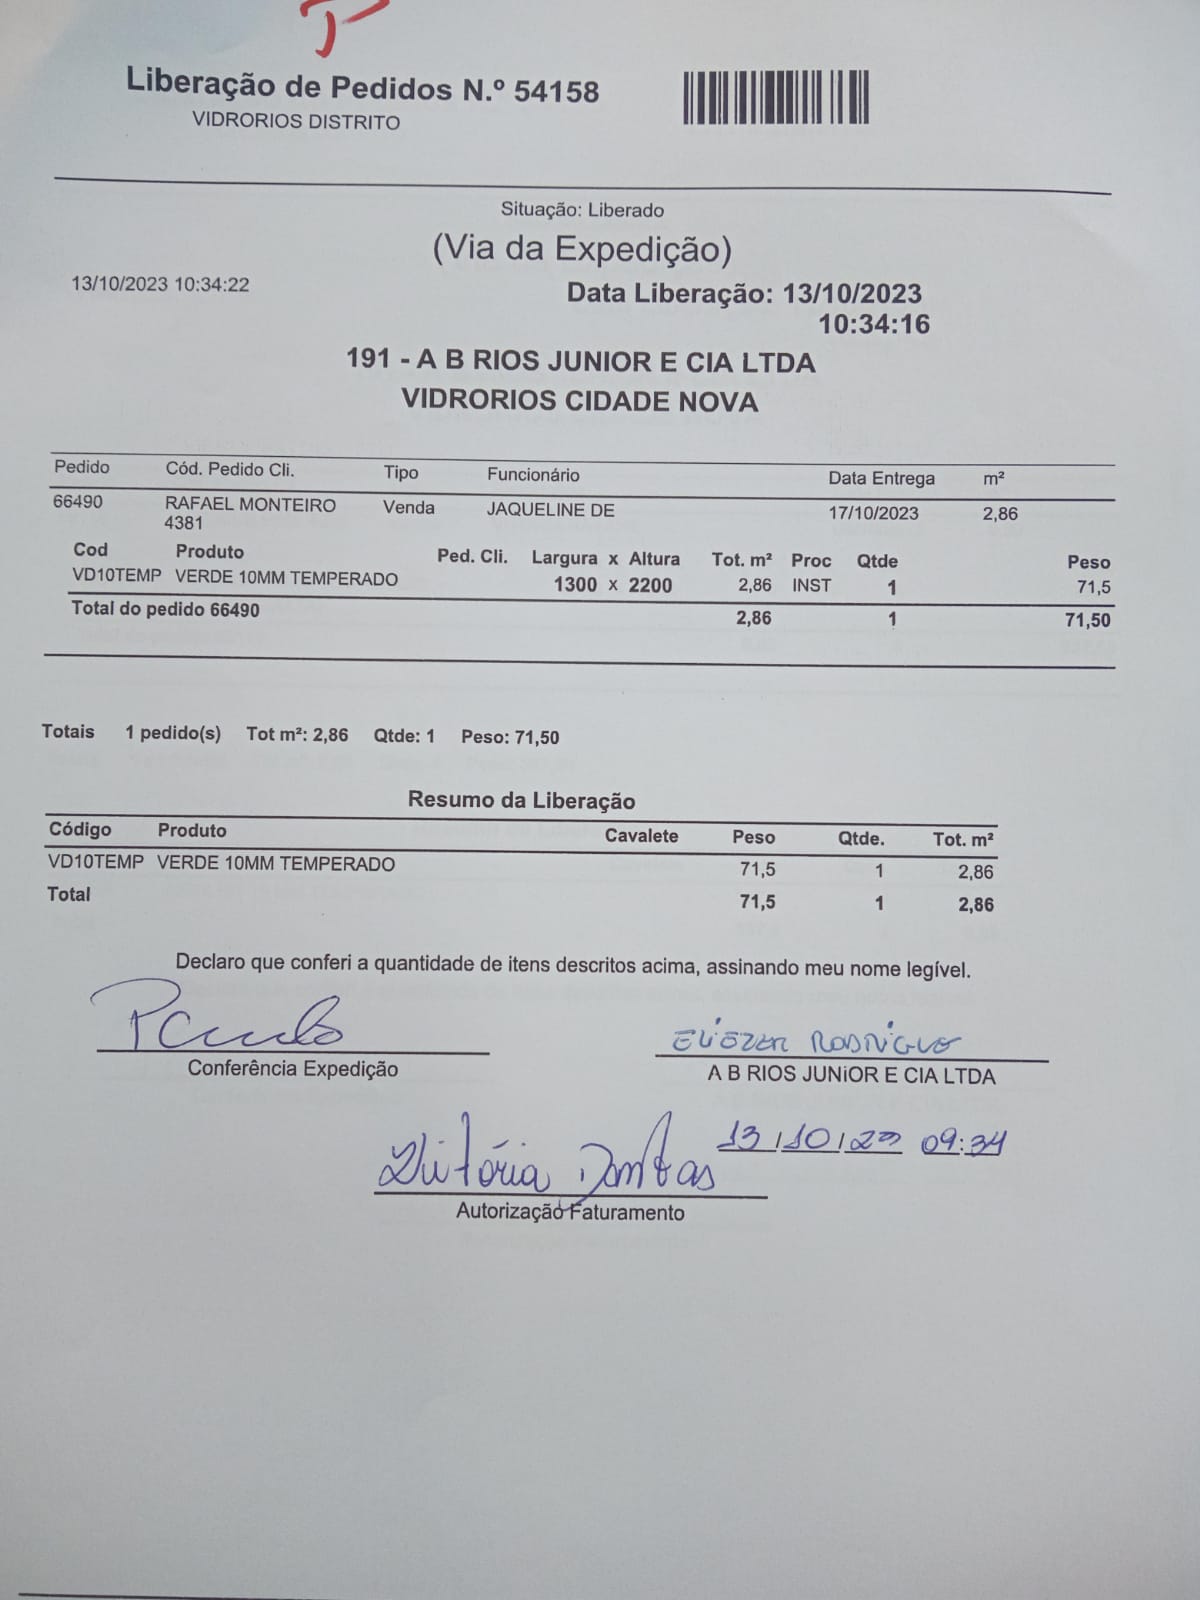 Liberação de Pedidos N.º 54158
VIDRORIOS DISTRITO
Situação: Liberado
(Via da Expedição)
13/10/2023 10:34:22
Data Liberação: 13/10/2023
10:34:16
191 - A B RIOS JUNIOR E CIA LTDA
VIDRORIOS CIDADE NOVA
Pedido Cód. Pedido Cli. Tipo Funcionário Data Entrega m²
66490 RAFAEL MONTEIRO Venda JAQUELINE DE 17/10/2023 2,86
4381
Cod Produto Ped. Cli. Largura x Altura Tot. m² Proc Qtde Peso
VD10TEMP VERDE 10MM TEMPERADO 1300 x 2200 2,86 INST 1 71,5
Total do pedido 66490 2,86 1 71,50
Totais 1 pedido(s) Tot m²: 2,86 Qtde: 1 Peso: 71,50
Resumo da Liberação
Código Produto Cavalete Peso Qtde. Tot. m²
VD10TEMP VERDE 10MM TEMPERADO 71,5 1 2,86
Total 71,5 1 2,86
Declaro que conferi a quantidade de itens descritos acima, assinando meu nome legível.
ELIEZER RODRIGUE
Conferência Expedição A B RIOS JUNIOR E CIA LTDA
13/10/23 09:34
Autorização Faturamento